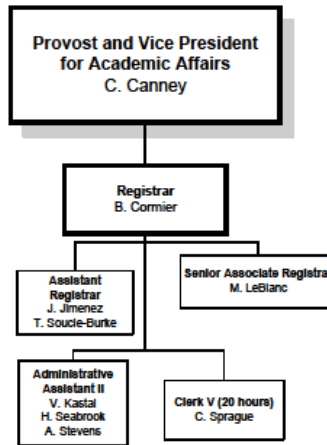 Provost and Vice President
for Academic Affairs
C. Canney
Registrar
B. Cormier
Assistant
Registrar
J. Jimenez
T. Soucie-Burke
Senior Associate Registra
M. LeBlanc
Administrative
Assistant II
V. Kastal
H. Seabrook
A. Stevens
Clerk V (20 hours)
C. Sprague